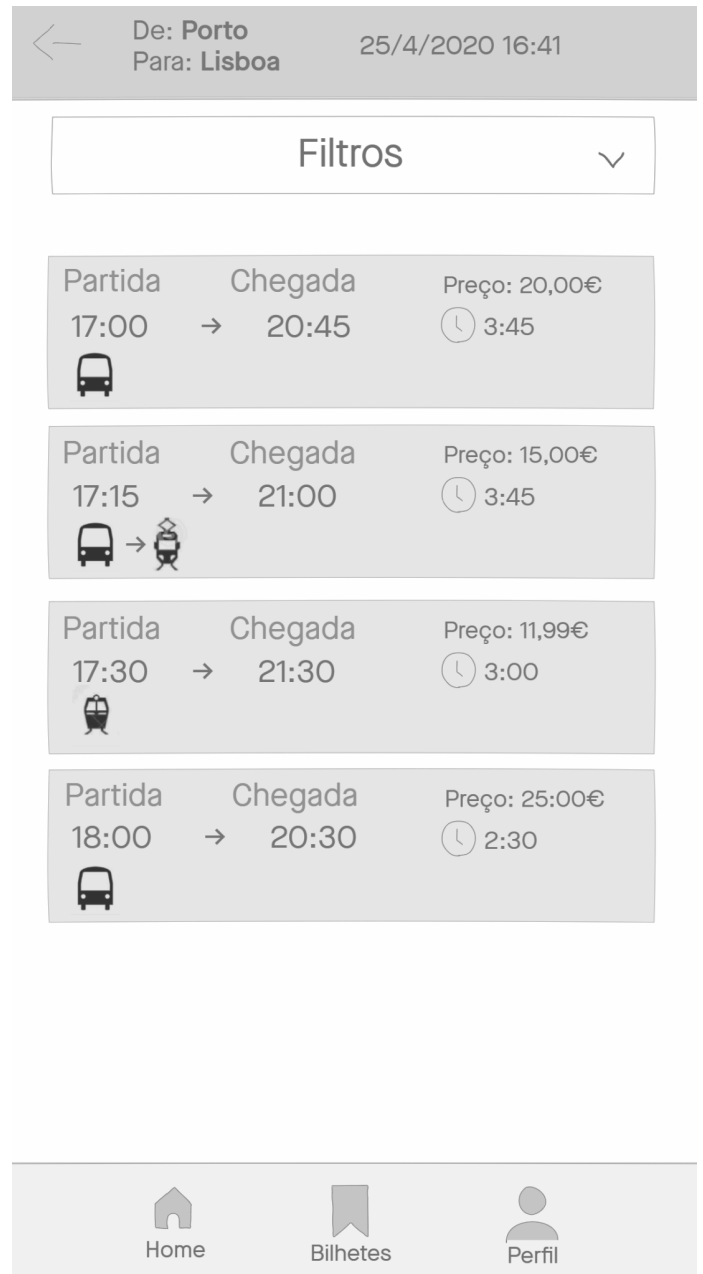 De: Porto
Para: Lisboa
25/4/2020 16:41
Filtros
Partida Chegada Preço: 20,00€
17:00 → 20:45 3:45
Partida Chegada Preço: 15,00€
17:15 → 21:00 3:45
→
Partida Chegada Preço: 11,99€
17:30 → 21:30 3:00
Partida Chegada Preço: 25:00€
18:00 → 20:30 2:30
Home Bilhetes Perfil